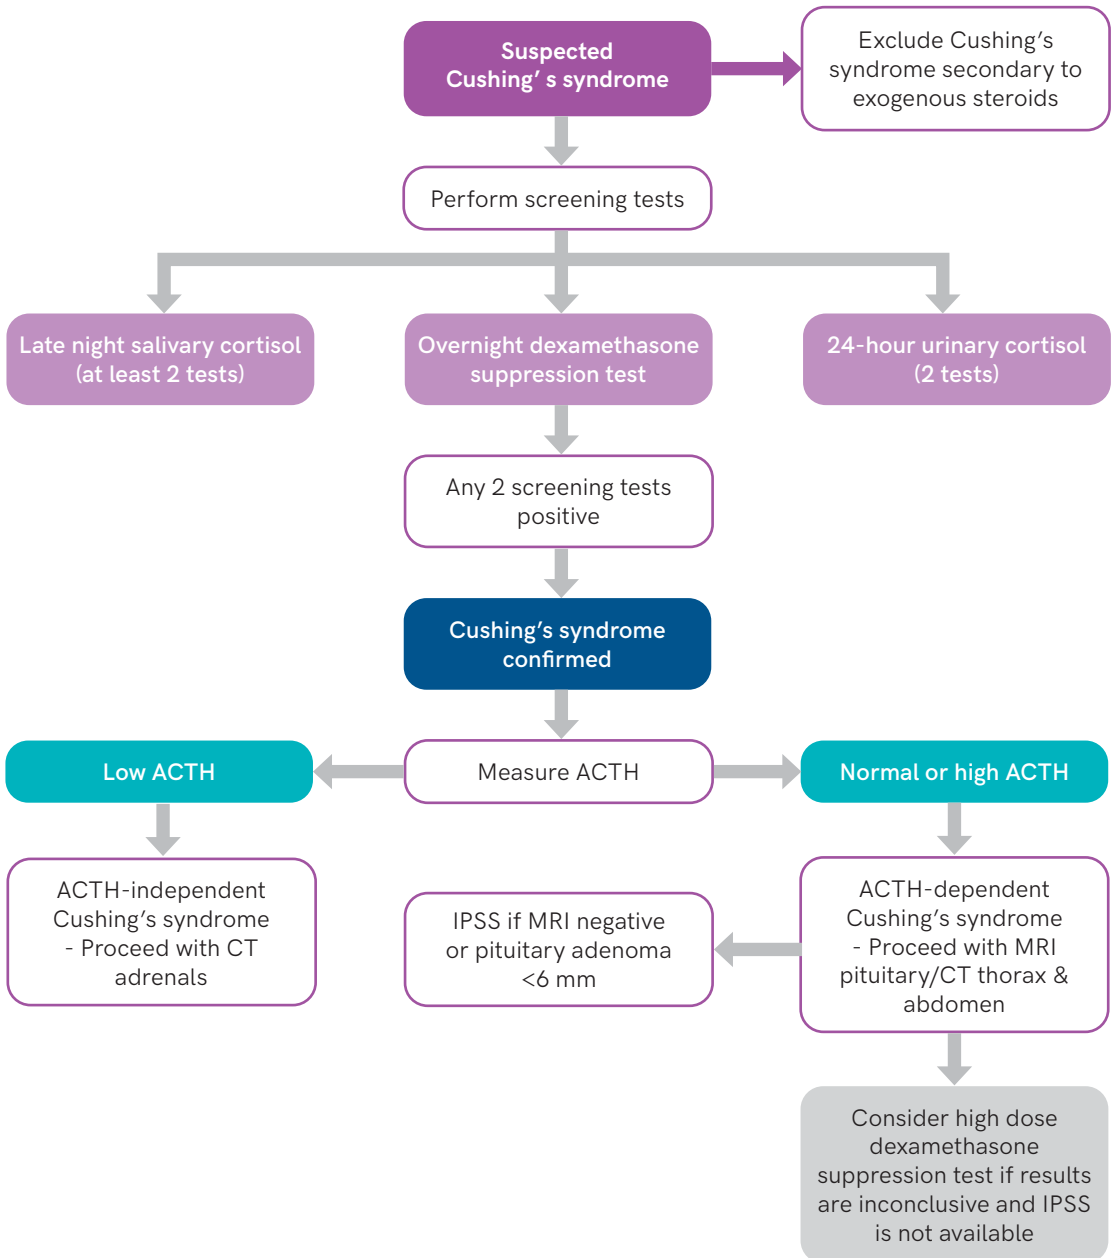 Suspected
Cushing’ s syndrome
Exclude Cushing’s
syndrome secondary to
exogenous steroids
Perform screening tests
Late night salivary cortisol
(at least 2 tests)
Overnight dexamethasone
suppression test
24-hour urinary cortisol
(2 tests)
Any 2 screening tests
positive
Cushing’s syndrome
confirmed
Low ACTH
Measure ACTH
Normal or high ACTH
ACTH-independent
Cushing’s syndrome
- Proceed with CT
adrenals
IPSS if MRI negative
or pituitary adenoma
<6 mm
ACTH-dependent
Cushing’s syndrome
- Proceed with MRI
pituitary/CT thorax &
abdomen
Consider high dose
dexamethasone
suppression test if results
are inconclusive and IPSS
is not available